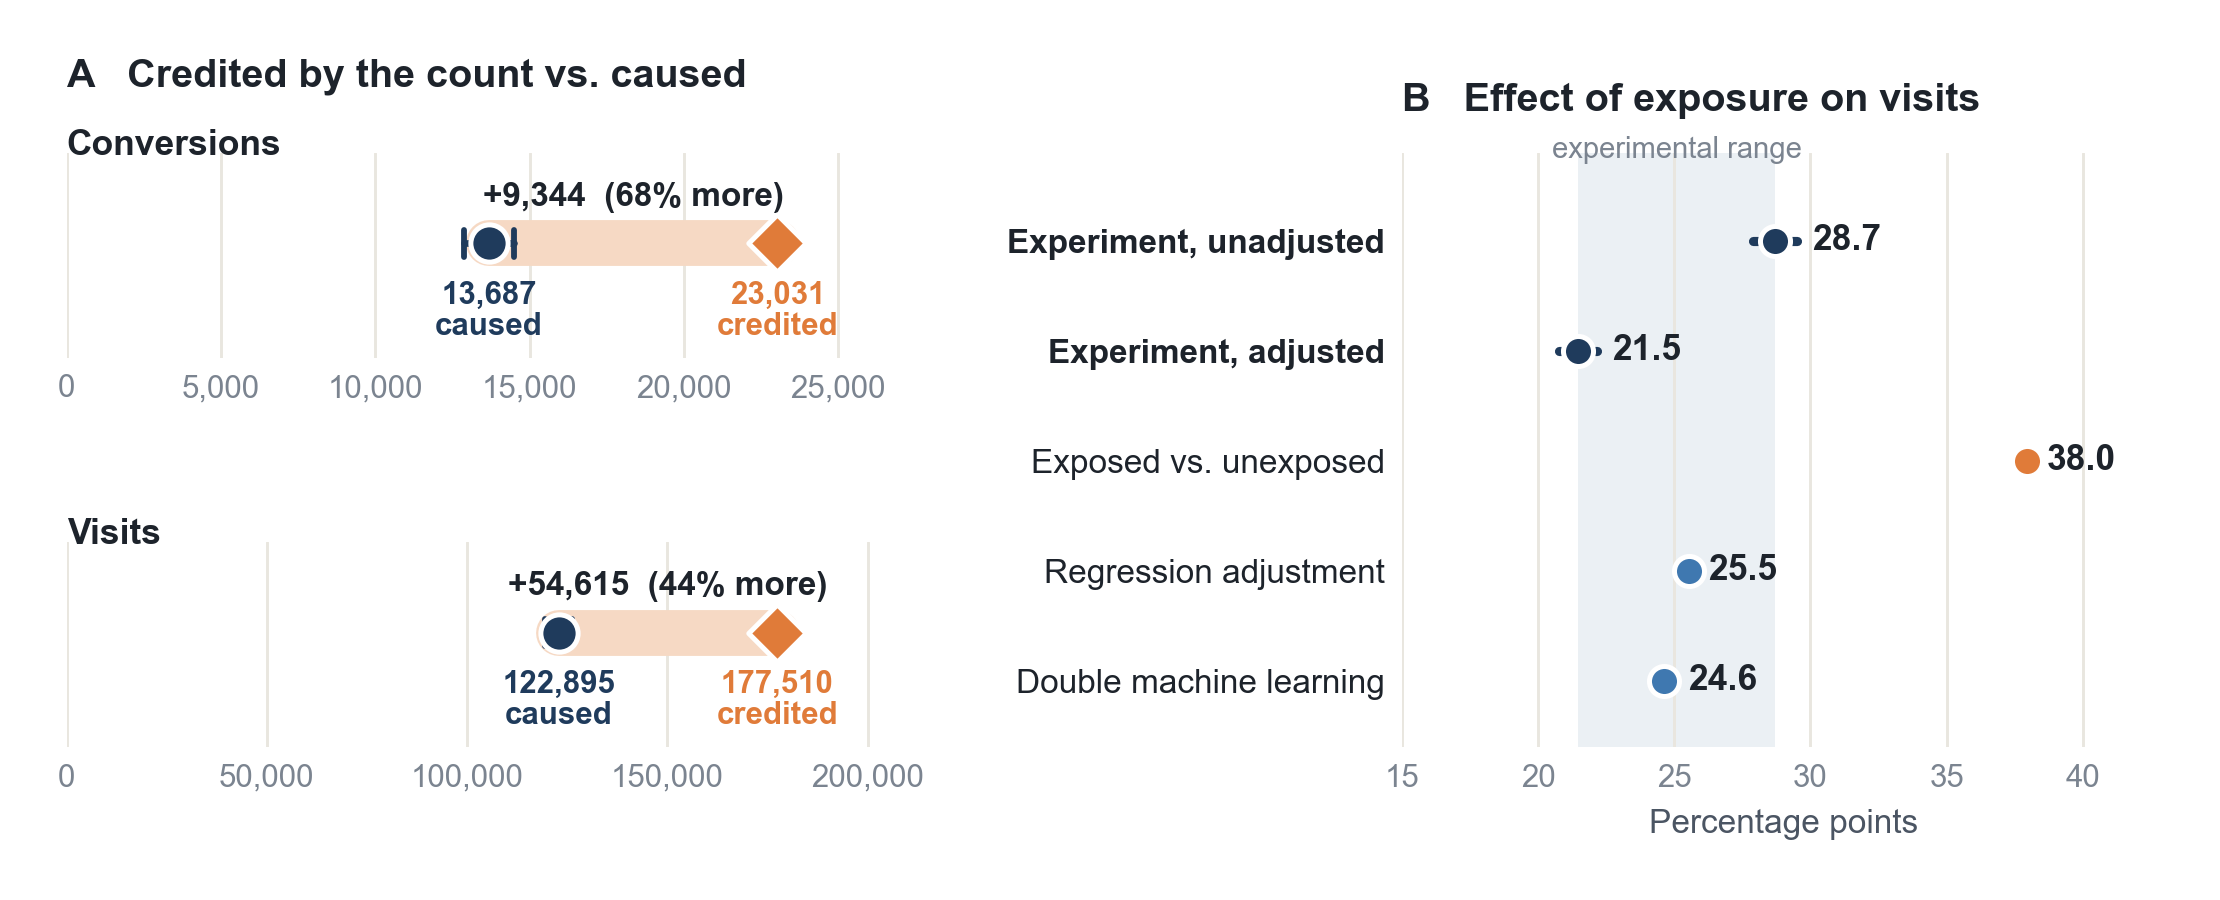 A Credited by the count vs. caused
Conversions
+9,344 (68% more)
13,687
caused
23,031
credited
0 5,000 10,000 15,000 20,000 25,000
Visits
+54,615 (44% more)
122,895
caused
177,510
credited
0 50,000 100,000 150,000 200,000
B Effect of exposure on visits
experimental range
Experiment, unadjusted 28.7
Experiment, adjusted 21.5
Exposed vs. unexposed 38.0
Regression adjustment 25.5
Double machine learning 24.6
15 20 25 30 35 40
Percentage points